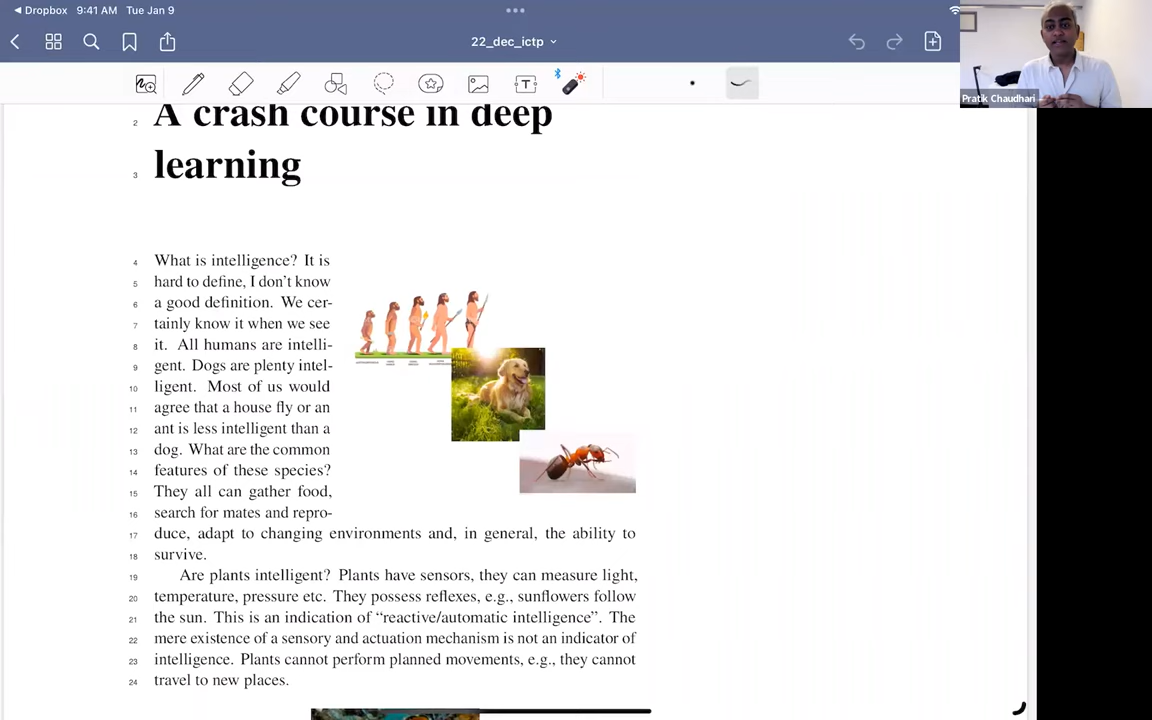 Dropbox 9:41 AM Tue Jan 9
22_dec_ictp
T
Pratik Chaudhari
2 A crash course in deep
3 learning
4 What is intelligence? It is
5 hard to define, I don't know
6 a good definition. We cer-
7 tainly know it when we see
8 it. All humans are intelli-
9 gent. Dogs are plenty intel-
10 ligent. Most of us would
11 agree that a house fly or an
12 ant is less intelligent than a
13 dog. What are the common
14 features of these species?
15 They all can gather food,
16 search for mates and repro-
17 duce, adapt to changing environments and, in general, the ability to
18 survive.
19 Are plants intelligent? Plants have sensors, they can measure light,
20 temperature, pressure etc. They possess reflexes, e.g., sunflowers follow
21 the sun. This is an indication of “reactive/automatic intelligence”. The
22 mere existence of a sensory and actuation mechanism is not an indicator of
23 intelligence. Plants cannot perform planned movements, e.g., they cannot
24 travel to new places.